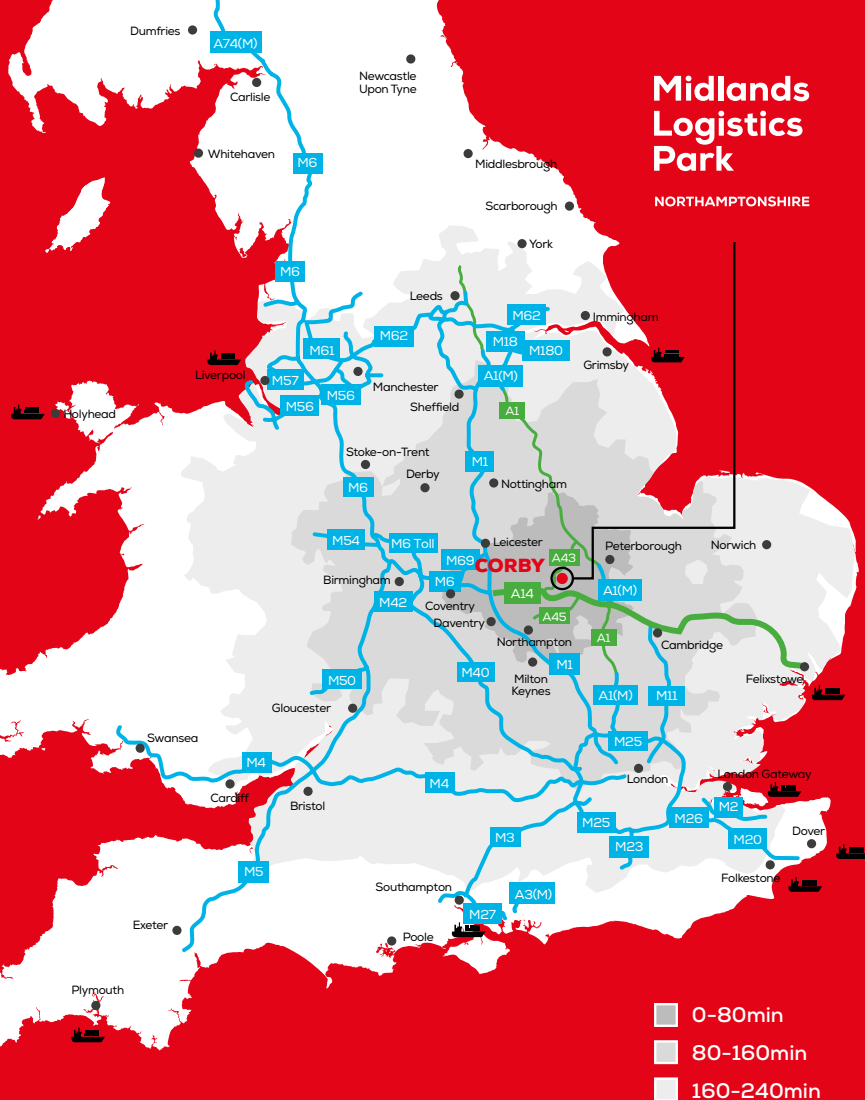 Dumfries
A74(M)
Newcastle
Upon Tyne
Carlisle
Midlands
Logistics
Park
NORTHAMPTONSHIRE
Whitehaven
M6
Middlesbrough
Scarborough
York
M6
Leeds
M62
Immingham
M62
M18
M61
M180
Grimsby
Liverpool
M57
A1(M)
Manchester
M56
M56
Sheffield
A1
Holyhead
Stoke-on-Trent
M1
Derby
M6
Nottingham
M54
M6 Toll
Leicester
Peterborough
Norwich
M69
CORBY
A43
Birmingham
M6
A14
A1(M)
M42
Coventry
A45
Daventry
Northampton
A1
Cambridge
M40
M1
M50
Milton
Keynes
A1(M)
M11
Felixstowe
Gloucester
Swansea
M25
M4
London
London Gateway
Cardiff
M4
Bristol
M2
M26
M25
M3
M23
M20
Dover
M5
Folkestone
Southampton
A3(M)
M27
Exeter
Poole
Plymouth
0-80min
80-160min
160-240min